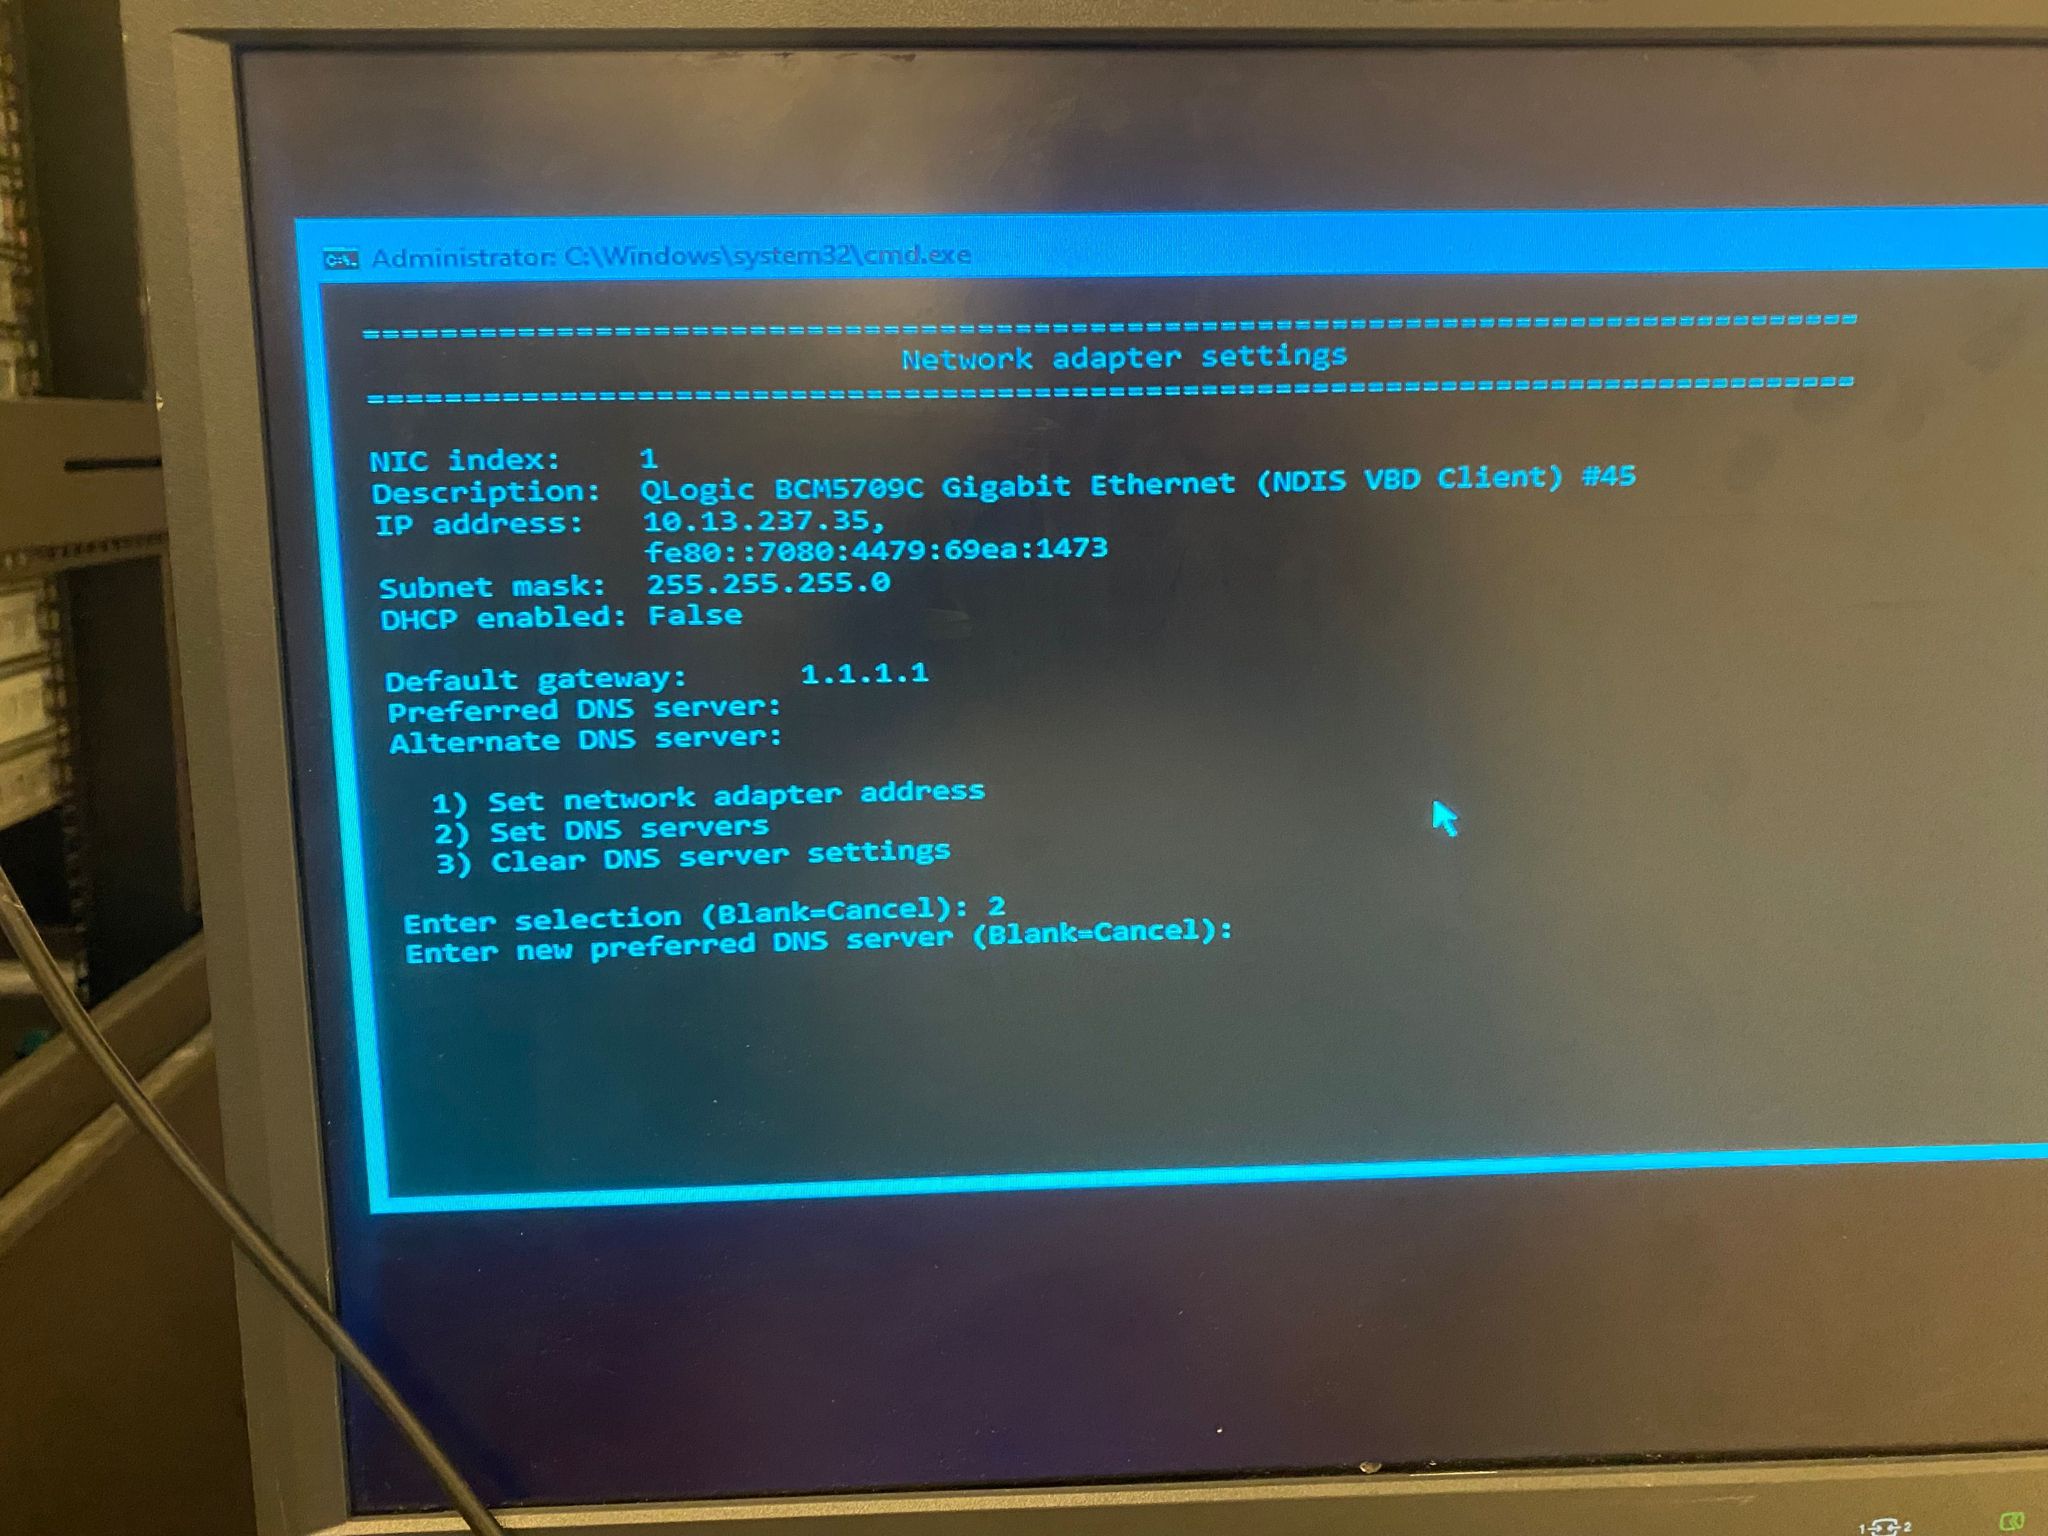 Administrator: C:\Windows\system32\cmd.exe
===============================================================================
Network adapter settings
===============================================================================
NIC index: 1
Description: QLogic BCM5709C Gigabit Ethernet (NDIS VBD Client) #45
IP address: 10.13.237.35,
fe80::7080:4479:69ea:1473
Subnet mask: 255.255.255.0
DHCP enabled: False
Default gateway: 1.1.1.1
Preferred DNS server:
Alternate DNS server:
1) Set network adapter address
2) Set DNS servers
3) Clear DNS server settings
Enter selection (Blank=Cancel): 2
Enter new preferred DNS server (Blank=Cancel):
1 2